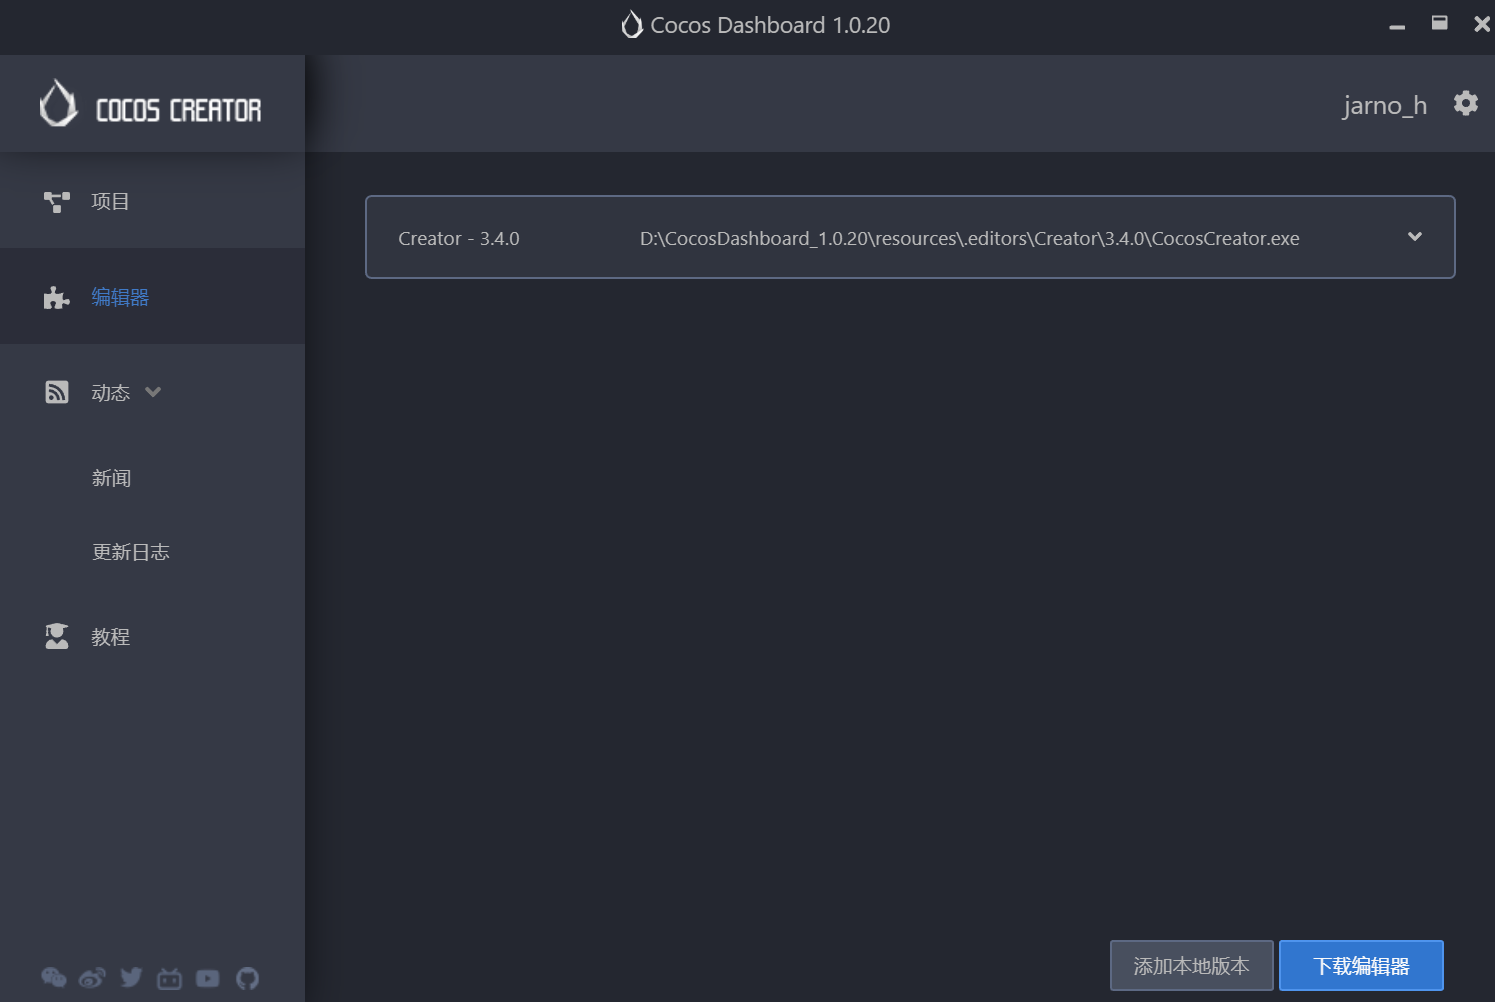 Cocos Dashboard 1.0.20
COCOS CREATOR
jarno_h
项目
编辑器
动态
新闻
更新日志
教程
Creator - 3.4.0 D:\CocosDashboard_1.0.20\resources\.editors\Creator\3.4.0\CocosCreator.exe
添加本地版本 下载编辑器